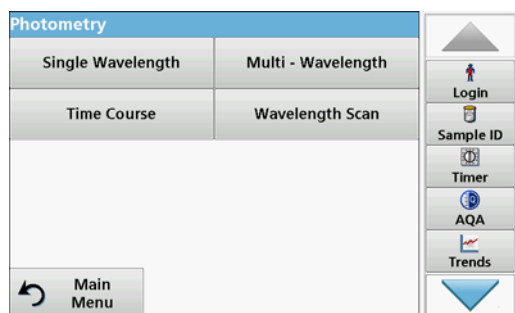 Photometry
Single Wavelength
Multi - Wavelength
Time Course
Wavelength Scan
Main
Menu
Login
Sample ID
Timer
AQA
Trends